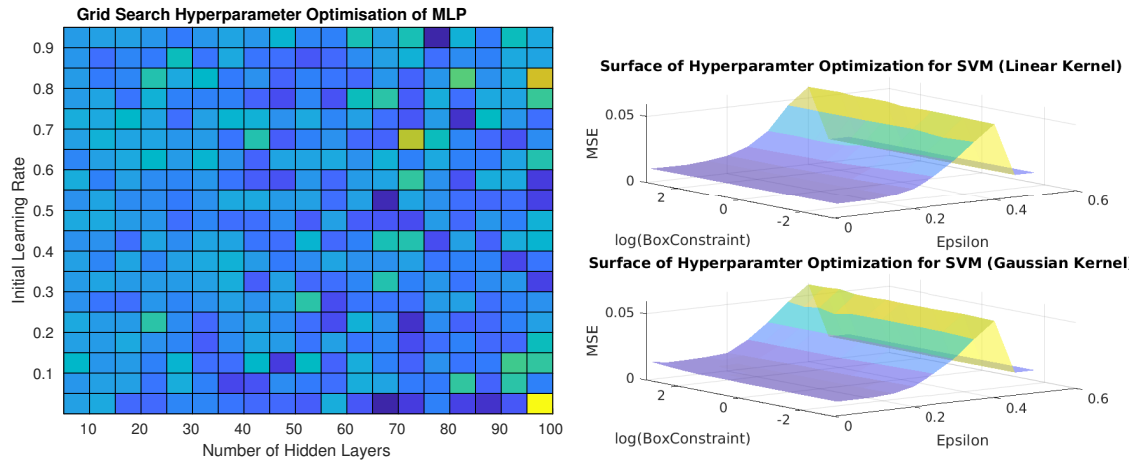 Grid Search Hyperparameter Optimisation of MLP
0.9
0.8
0.7
0.6
0.5
0.4
0.3
0.2
0.1
Initial Learning Rate
10 20 30 40 50 60 70 80 90 100
Number of Hidden Layers
Surface of Hyperparamter Optimization for SVM (Linear Kernel)
0.05
0
MSE
2 0 -2
log(BoxConstraint)
0 0.2 0.4 0.6
Epsilon
Surface of Hyperparamter Optimization for SVM (Gaussian Kernel)
0.05
0
MSE
2 0 -2
log(BoxConstraint)
0 0.2 0.4 0.6
Epsilon